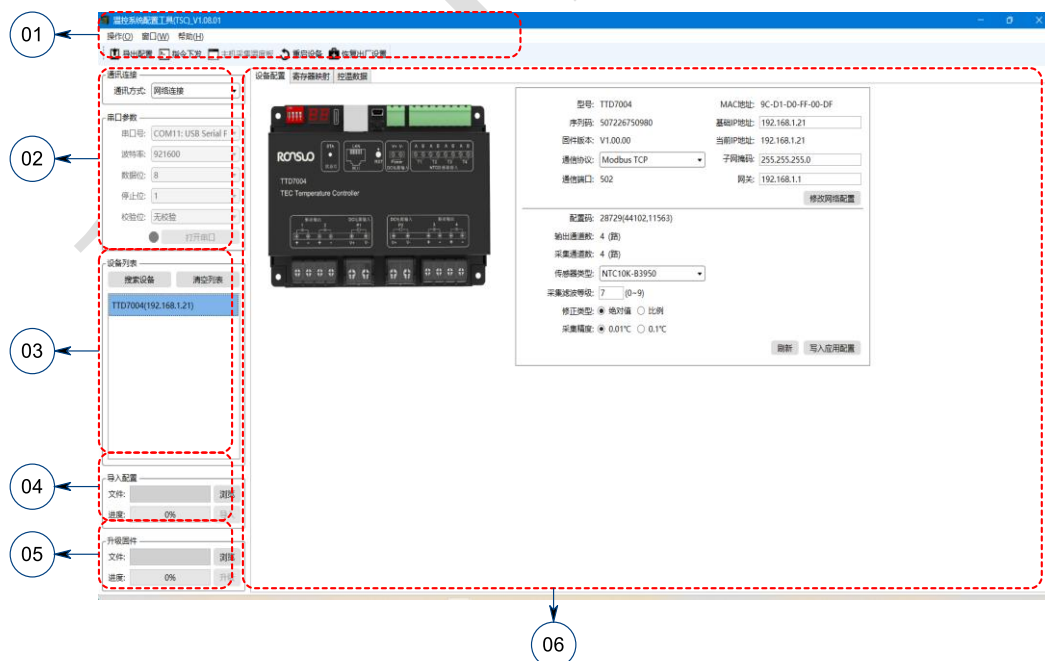 温控系统配置工具(TSC)_V1.08.01
01
操作(O) 窗口(W) 帮助(H)
导出配置 指令下发 主机采集温度板 重启设备 恢复出厂设置
通讯连接
通讯方式: 网络连接
串口参数
串口号: COM11: USB Serial P
02
波特率: 921600
数据位: 8
停止位: 1
校验位: 无校验
打开串口
设备列表
搜索设备 清空列表
TTD7004(192.168.1.21)
03
导入配置
04
文件: 浏览
进度: 0%
升级固件
05
文件: 浏览
进度: 0%
设备配置 寄存器映射 控温数据
RONSLO
STA
LAN
TTD7004
TEC Temperature Controller
型号: TTD7004 MAC地址: 9C-D1-D0-FF-00-DF
序列码: 507226750980 基础IP地址: 192.168.1.21
固件版本: V1.00.00 当前IP地址: 192.168.1.21
通信协议: Modbus TCP 子网掩码: 255.255.255.0
通信端口: 502 网关: 192.168.1.1
修改网络配置
配置码: 28729(44102,11563)
输出通道数: 4 (路)
采集通道数: 4 (路)
传感器类型: NTC10K-B3950
采集滤波等级: 7 (0~9)
修正类型: 绝对值 比例
采集精度: 0.01℃ 0.1℃
刷新 写入应用配置
06